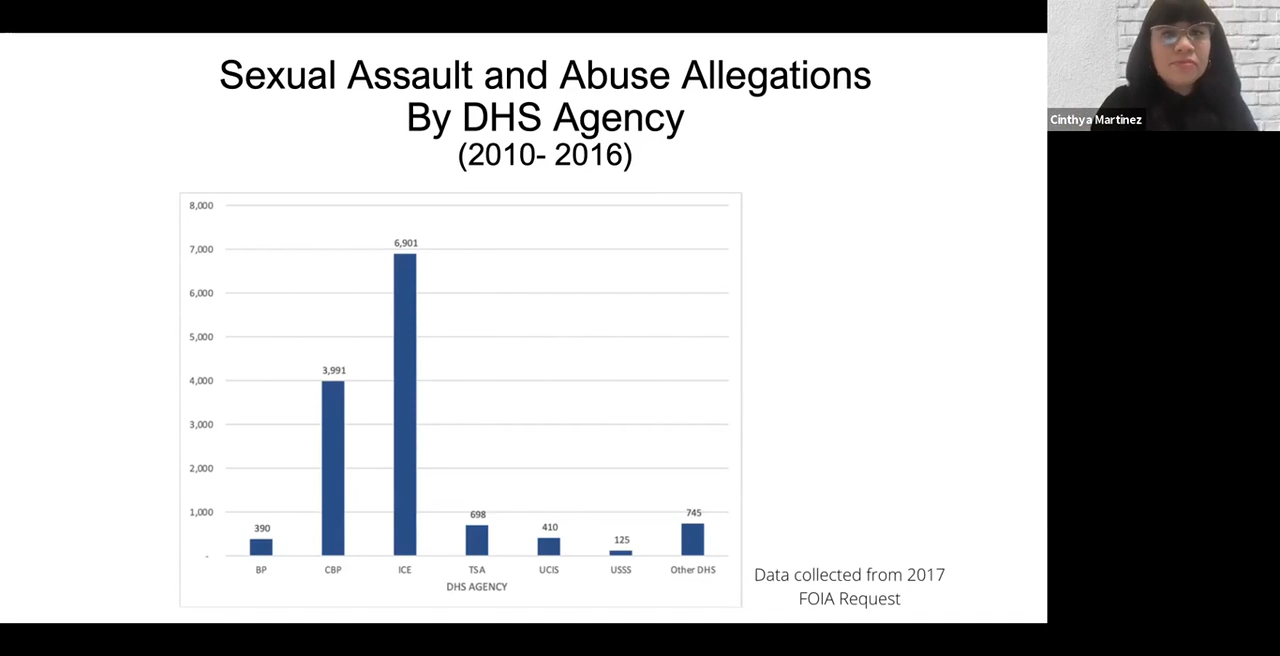 Sexual Assault and Abuse Allegations
By DHS Agency
(2010- 2016)
Cinthya Martinez
8,000
7,000
6,000
5,000
4,000
3,000
2,000
1,000
-
390
3,991
6,901
698
410
125
745
BP CBP ICE TSA UCIS USSS Other DHS
DHS AGENCY
Data collected from 2017
FOIA Request